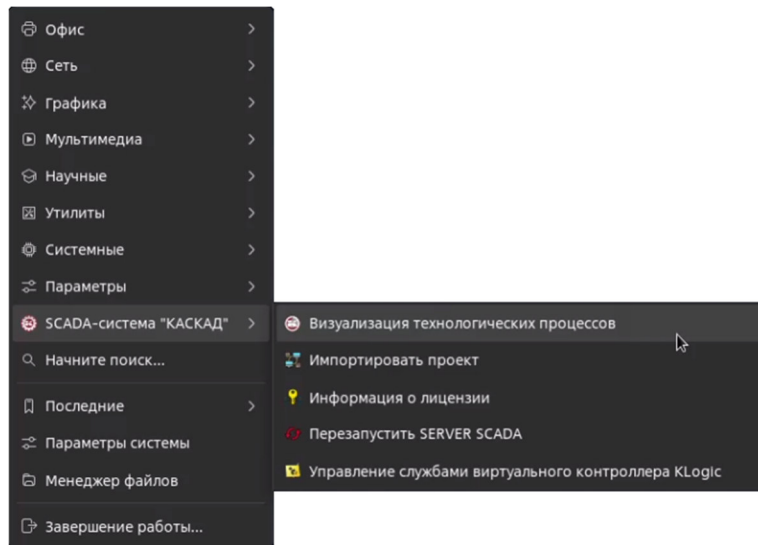 Офис
Сеть
Графика
Мультимедиа
Научные
Утилиты
Системные
Параметры
SCADA-система "КАСКАД"
Начните поиск...
Последние
Параметры системы
Менеджер файлов
Завершение работы...
Визуализация технологических процессов
Импортировать проект
Информация о лицензии
Перезапустить SERVER SCADA
Управление службами виртуального контроллера KLogic